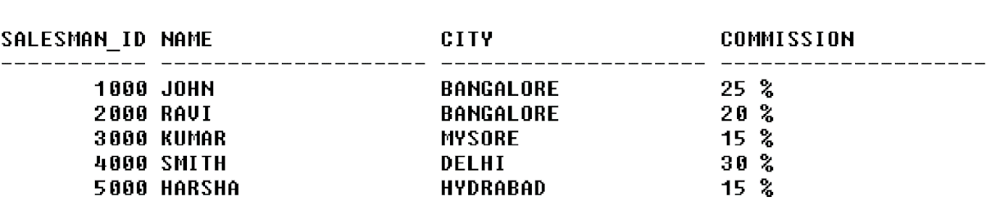 SALESMAN_ID NAME                 CITY                 COMMISSION
----------- -------------------- -------------------- --------------------
       1000 JOHN                 BANGALORE            25 %
       2000 RAVI                 BANGALORE            20 %
       3000 KUMAR                MYSORE               15 %
       4000 SMITH                DELHI                30 %
       5000 HARSHA               HYDRABAD             15 %